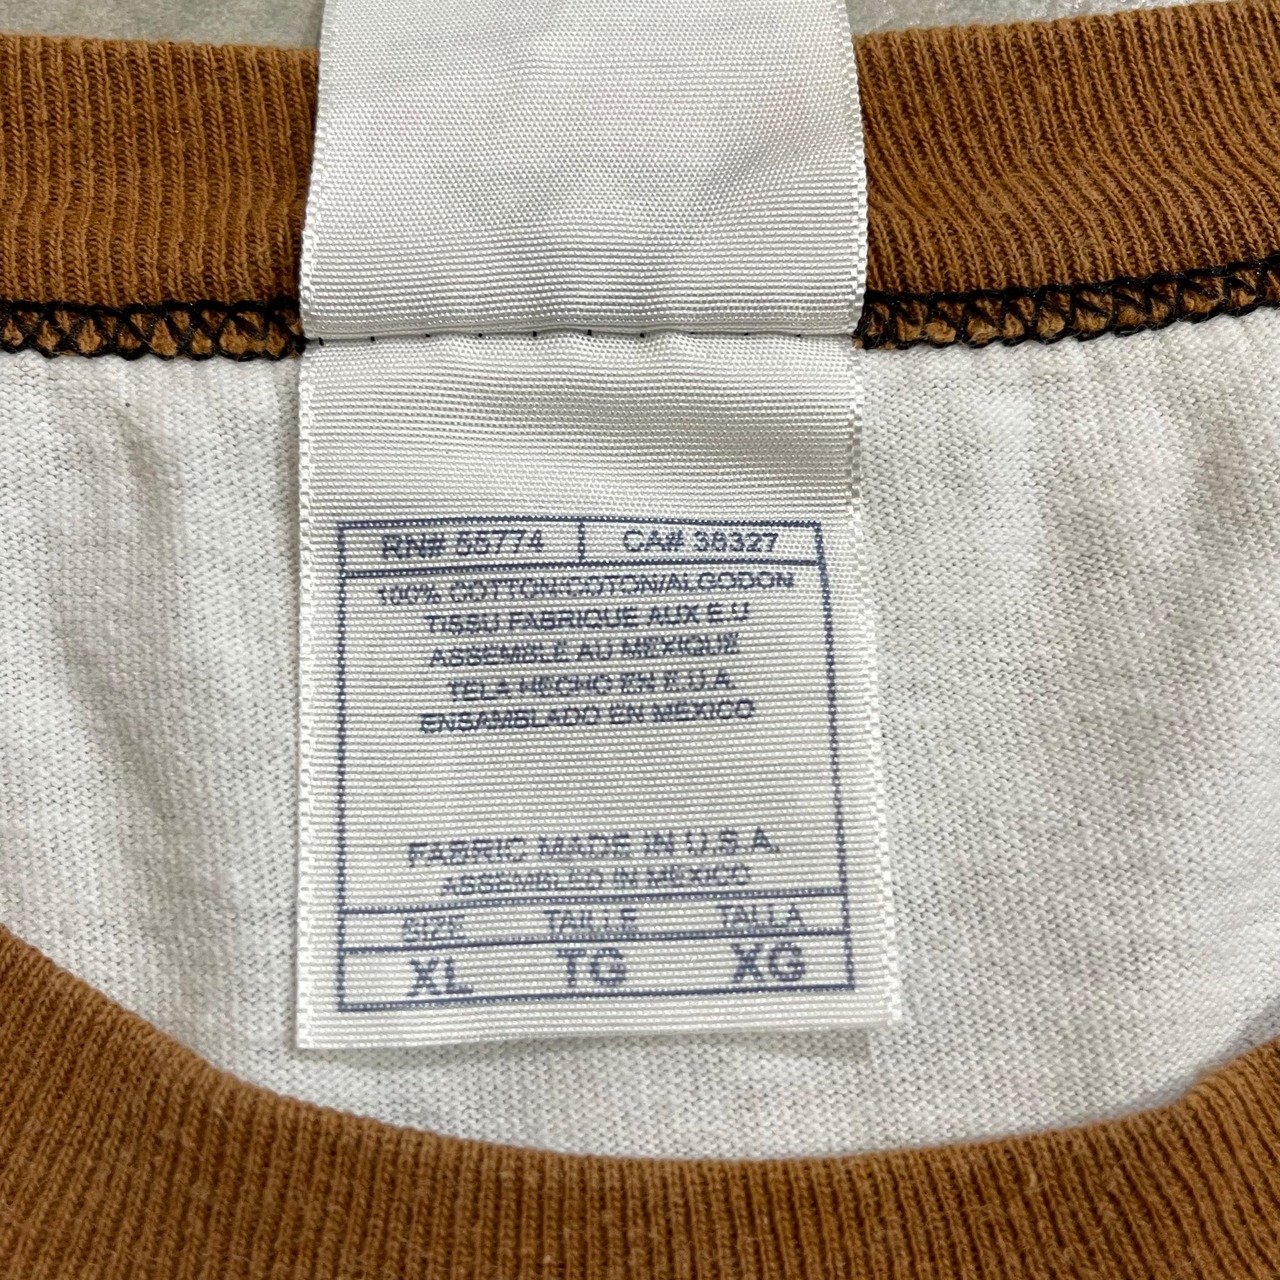 RN# 55774 CA# 38327
100% COTTON/COTON/ALGODON
TISSU FABRIQUE AUX E.U
ASSEMBLÉ AU MEXIQUE
TELA HECHO EN E.U.A.
ENSAMBLADO EN MEXICO
FABRIC MADE IN U.S.A.
ASSEMBLED IN MEXICO
SIZE TAILLE TALLA
XL TG XG